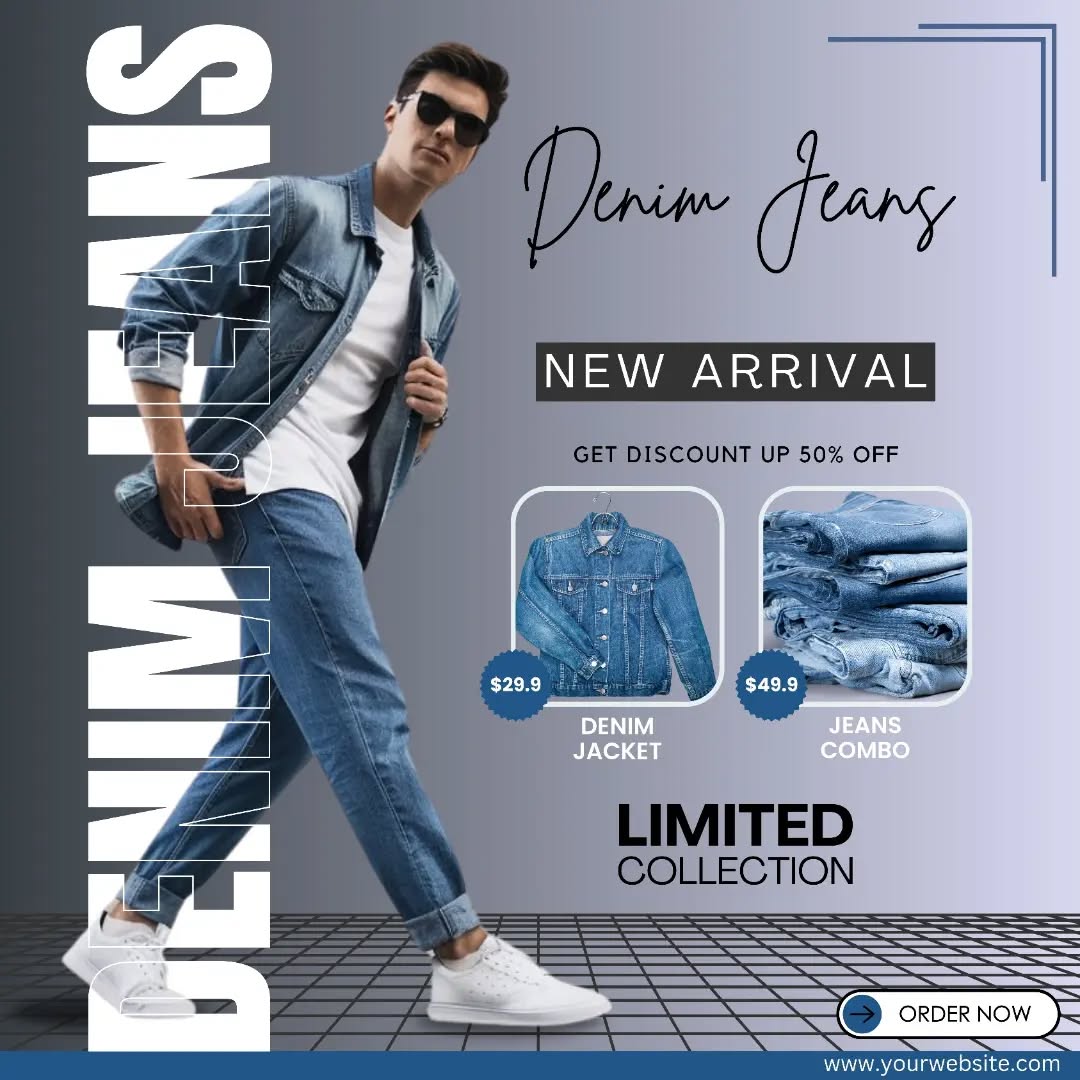 DENIM JEANS
Denim Jeans
NEW ARRIVAL
GET DISCOUNT UP 50% OFF
$29.9
DENIM
JACKET
$49.9
JEANS
COMBO
LIMITED
COLLECTION
ORDER NOW
www.yourwebsite.com